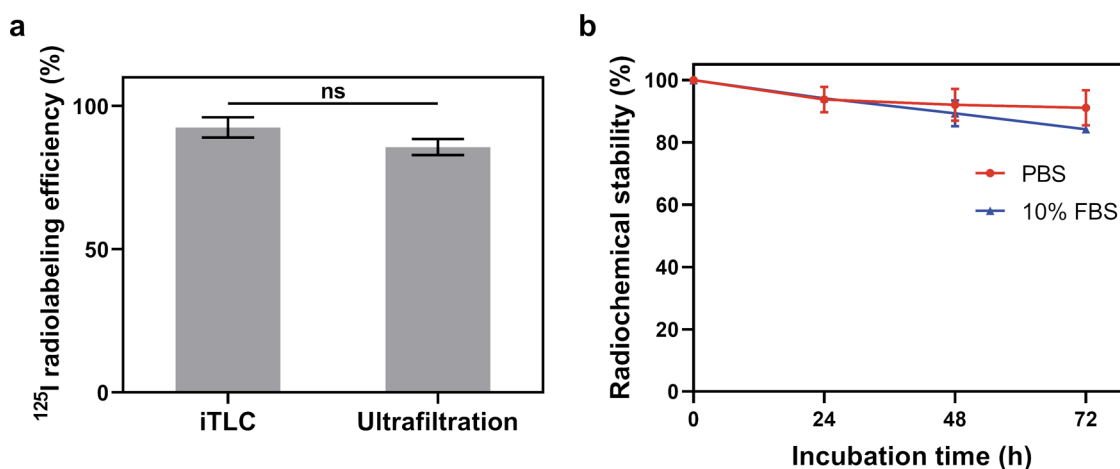 a
¹²⁵I radiolabeling efficiency (%)
100
50
0
ns
iTLC
Ultrafiltration
b
Radiochemical stability (%)
100
80
60
40
20
0
PBS
10% FBS
0
24
48
72
Incubation time (h)